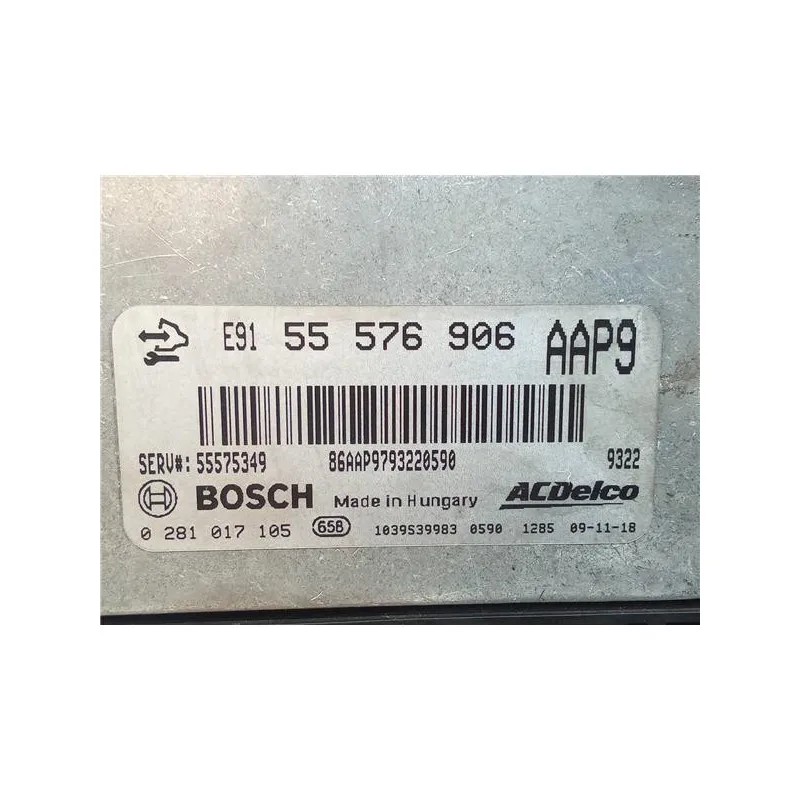 E91 55 576 906 AAP9
SERV#: 55575349 86AAP9793220590 9322
BOSCH Made in Hungary ACDelco
0 281 017 105 65B 1039S39983 0590 1285 09-11-18